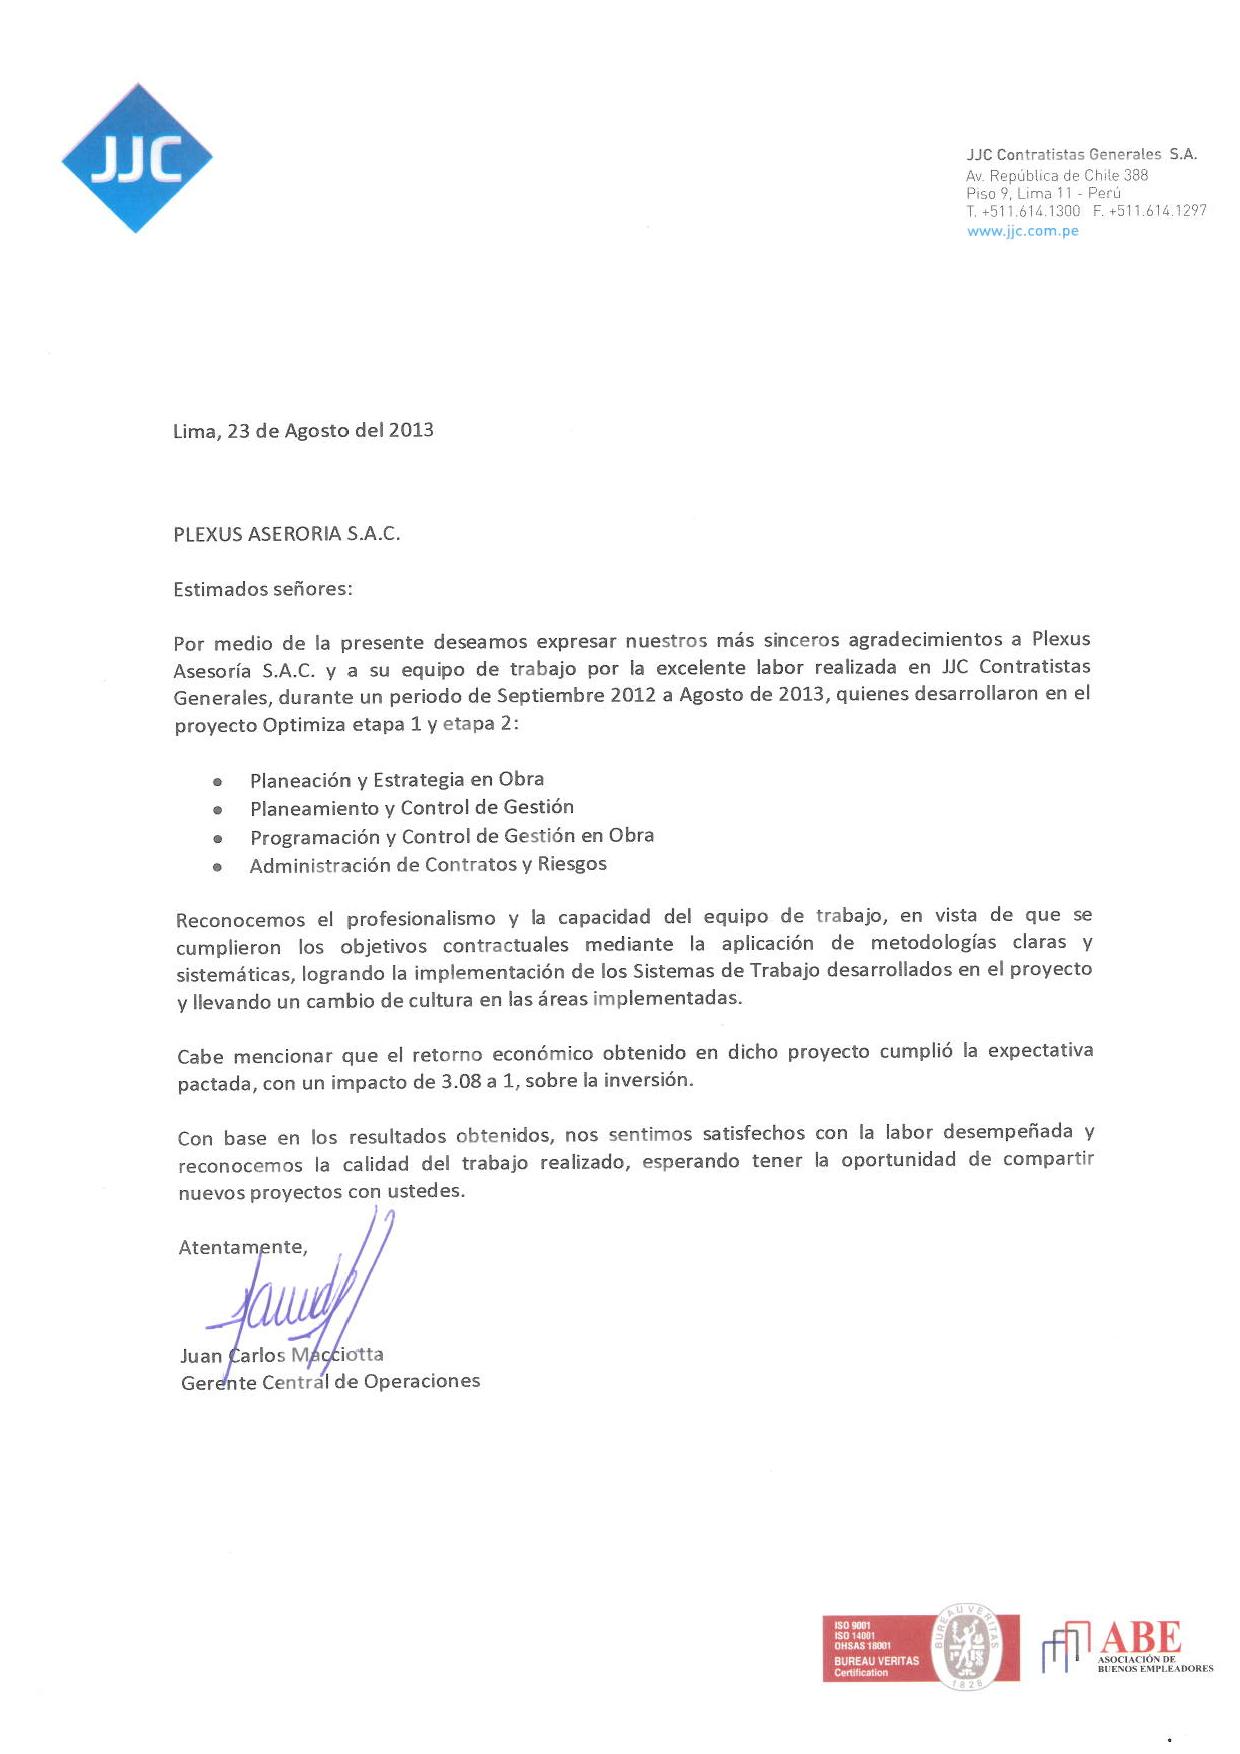 JJC
JJC Contratistas Generales S.A.
Av. República de Chile 388
Piso 9, Lima 11 - Perú
T. +511.614.1300 F. +511.614.1297
www.jjc.com.pe
Lima, 23 de Agosto del 2013
PLEXUS ASERORIA S.A.C.
Estimados señores:
Por medio de la presente deseamos expresar nuestros más sinceros agradecimientos a Plexus
Asesoría S.A.C. y a su equipo de trabajo por la excelente labor realizada en JJC Contratistas
Generales, durante un periodo de Septiembre 2012 a Agosto de 2013, quienes desarrollaron en el
proyecto Optimiza etapa 1 y etapa 2:
• Planeación y Estrategia en Obra
• Planeamiento y Control de Gestión
• Programación y Control de Gestión en Obra
• Administración de Contratos y Riesgos
Reconocemos el profesionalismo y la capacidad del equipo de trabajo, en vista de que se
cumplieron los objetivos contractuales mediante la aplicación de metodologías claras y
sistemáticas, logrando la implementación de los Sistemas de Trabajo desarrollados en el proyecto
y llevando un cambio de cultura en las áreas implementadas.
Cabe mencionar que el retorno económico obtenido en dicho proyecto cumplió la expectativa
pactada, con un impacto de 3.08 a 1, sobre la inversión.
Con base en los resultados obtenidos, nos sentimos satisfechos con la labor desempeñada y
reconocemos la calidad del trabajo realizado, esperando tener la oportunidad de compartir
nuevos proyectos con ustedes.
Atentamente,
Juan Carlos Macciotta
Gerente Central de Operaciones
ISO 9001
ISO 14001
OHSAS 18001
BUREAU VERITAS
Certification
BUREAU VERITAS
1828
ABE
ASOCIACIÓN DE
BUENOS EMPLEADORES